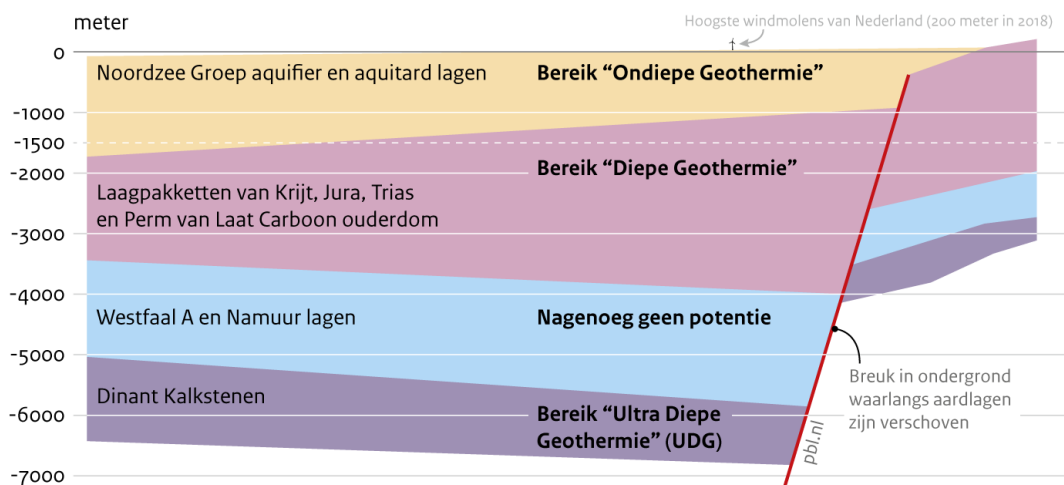 meter
Hoogste windmolens van Nederland (200 meter in 2018)
0
Noordzee Groep aquifier en aquitard lagen
Bereik “Ondiepe Geothermie”
-1000
-1500
-2000
Bereik “Diepe Geothermie”
Laagpakketten van Krijt, Jura, Trias
en Perm van Laat Carboon ouderdom
-3000
-4000
Westfaal A en Namuur lagen
Nagenoeg geen potentie
-5000
Breuk in ondergrond
waarlangs aardlagen
zijn verschoven
Dinant Kalkstenen
-6000
Bereik “Ultra Diepe
Geothermie” (UDG)
pbl.nl
-7000